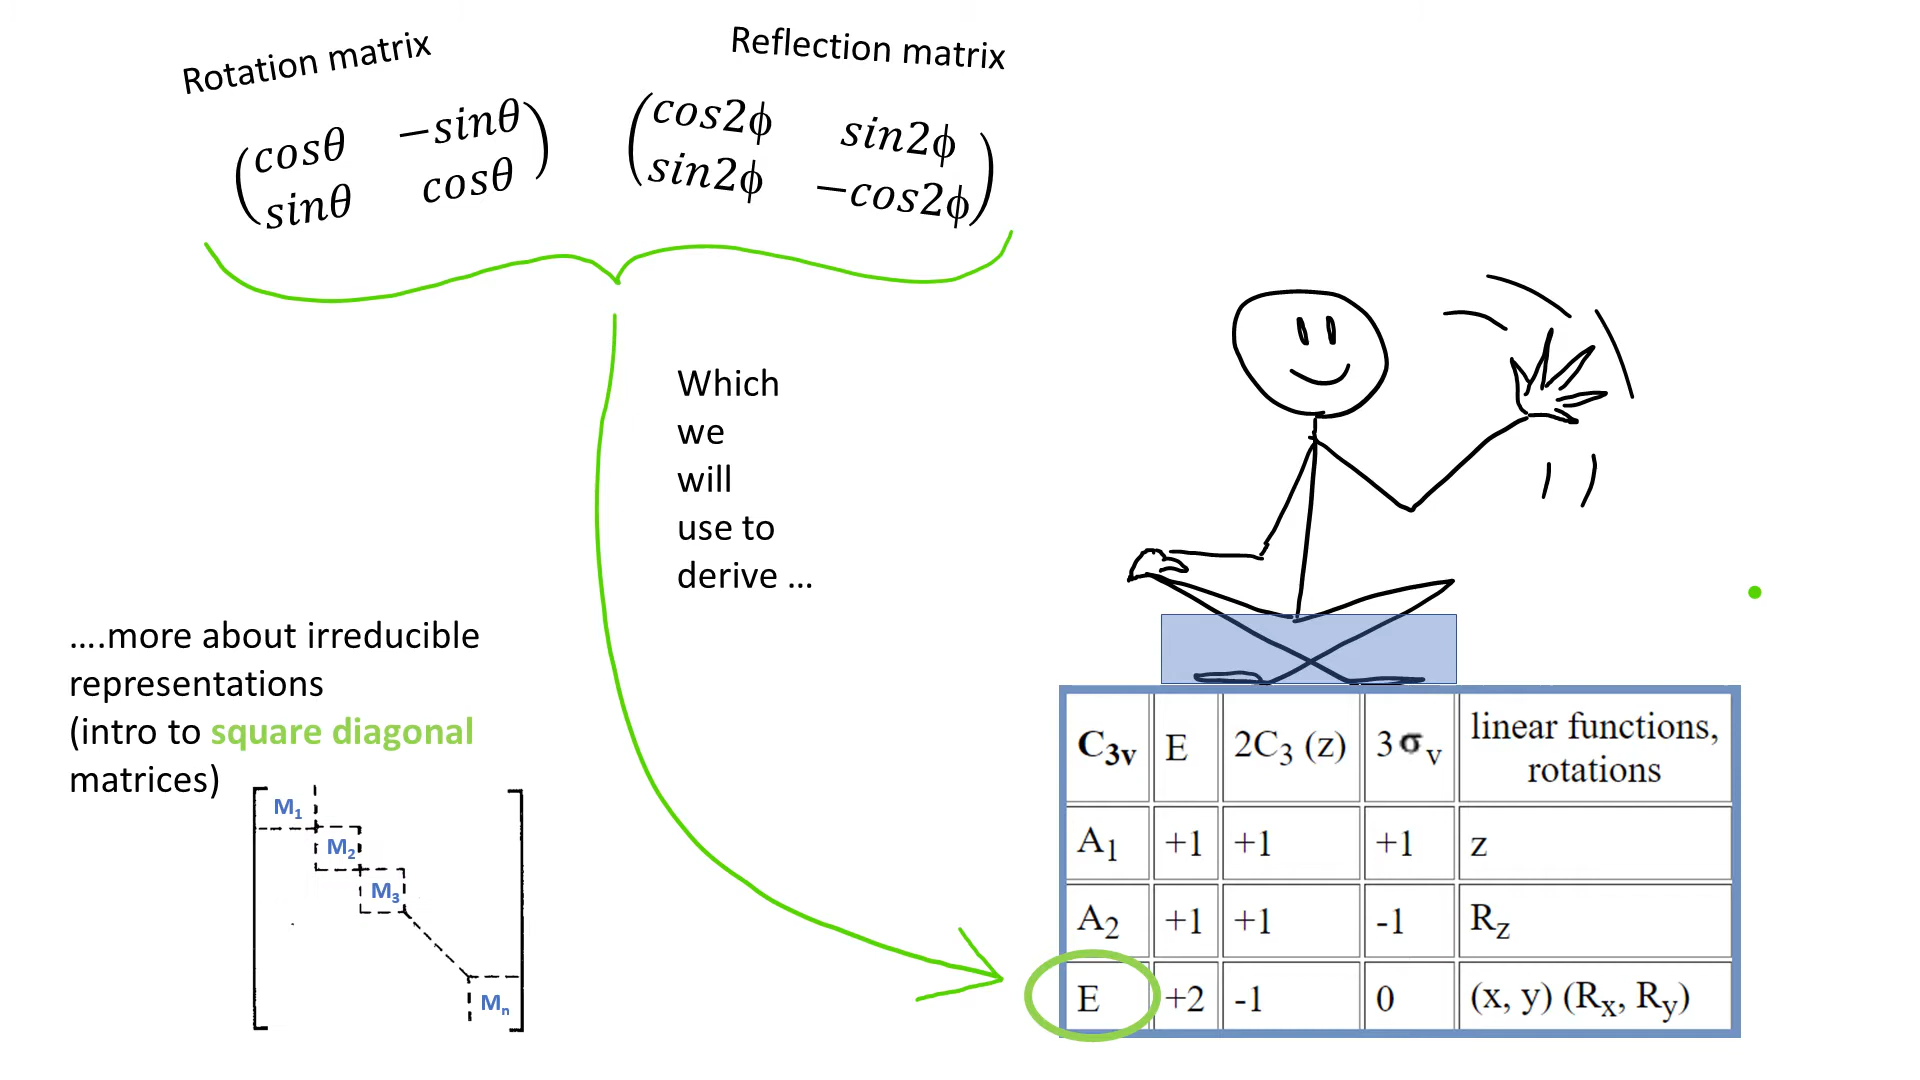 Rotation matrix
Reflection matrix
cosθ −sinθ
sinθ cosθ
cos2ϕ sin2ϕ
sin2ϕ −cos2ϕ
Which
we
will
use to
derive ...
....more about irreducible
representations
(intro to square diagonal
matrices)
M1
M2
M3
Mn
C3v E 2C3 (z) 3σv linear functions,
rotations
A1 +1 +1 +1 z
A2 +1 +1 -1 Rz
E +2 -1 0 (x, y) (Rx, Ry)